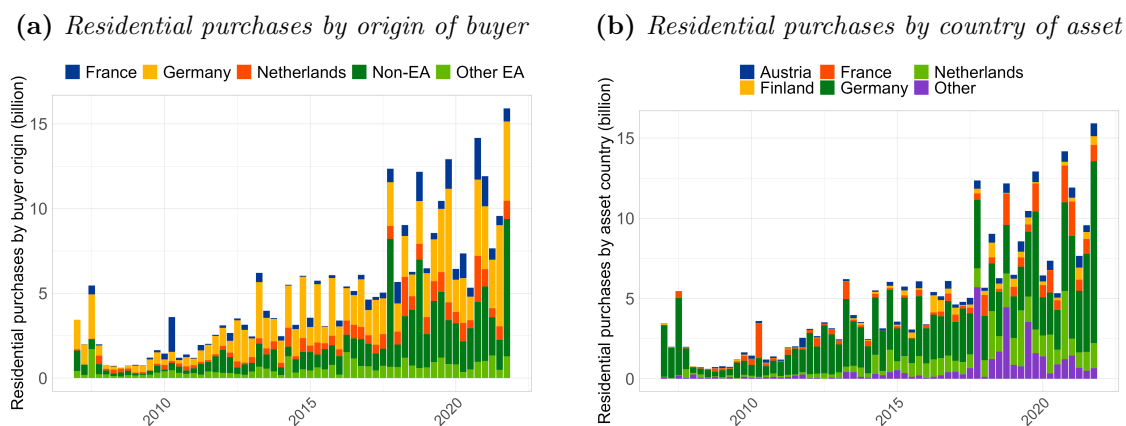 (a) Residential purchases by origin of buyer
France Germany Netherlands Non-EA Other EA
Residential purchases by buyer origin (billion)
15
10
5
0
2010 2015 2020
(b) Residential purchases by country of asset
Austria France Netherlands
Finland Germany Other
Residential purchases by asset country (billion)
15
10
5
0
2010 2015 2020